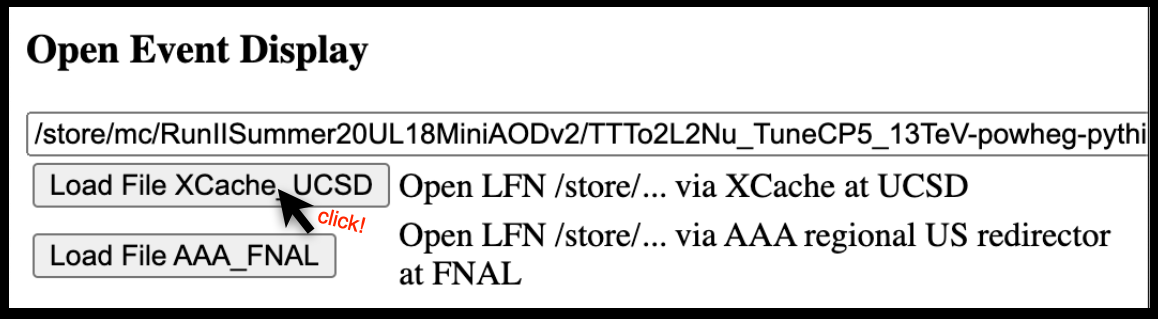 Open Event Display
/store/mc/RunIISummer20UL18MiniAODv2/TTTo2L2Nu_TuneCP5_13TeV-powheg-pythi
Load File XCache_UCSD Open LFN /store/... via XCache at UCSD
click!
Load File AAA_FNAL Open LFN /store/... via AAA regional US redirector
at FNAL